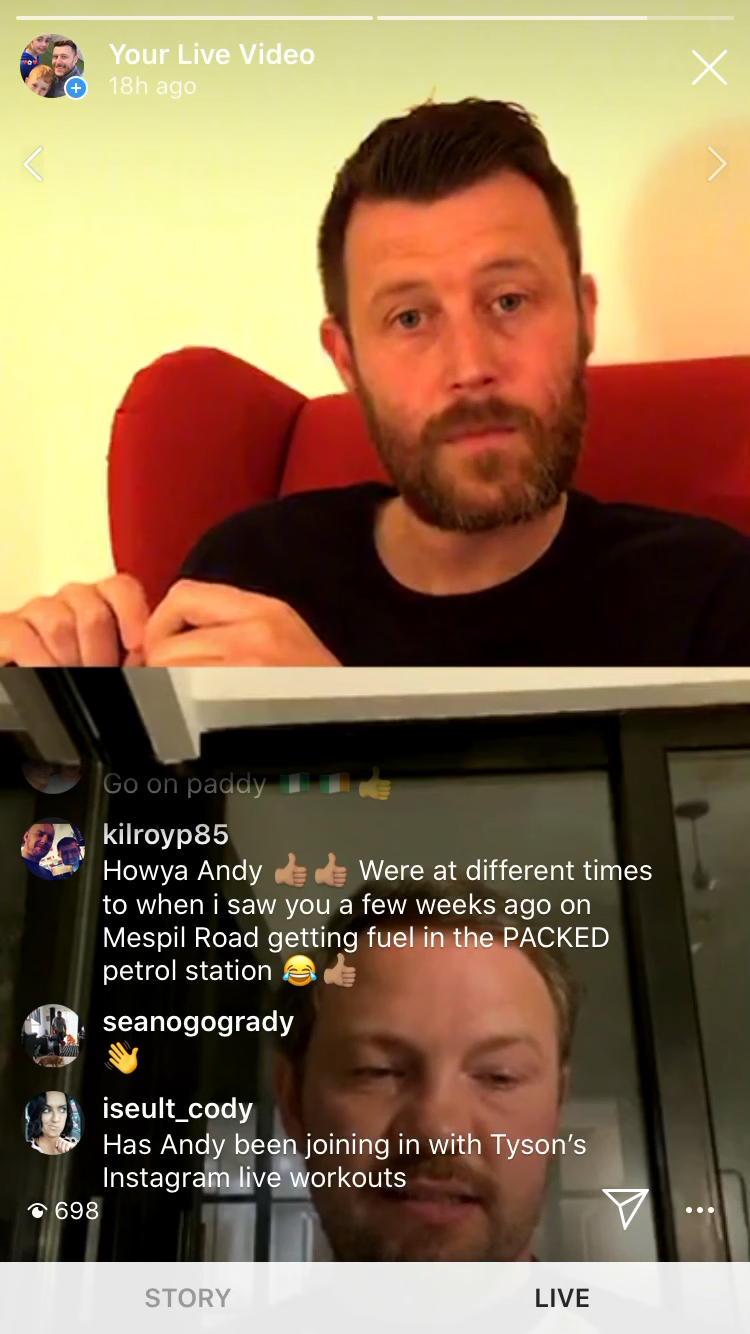 Your Live Video
18h ago
Go on paddy 🇳🇬 🇮🇪 👍
kilroyp85
Howya Andy 👍🏼👍🏼 Were at different times
to when i saw you a few weeks ago on
Mespil Road getting fuel in the PACKED
petrol station 😂👍🏼
seanogogrady
👋
iseult_cody
Has Andy been joining in with Tyson's
Instagram live workouts
698
STORY
LIVE